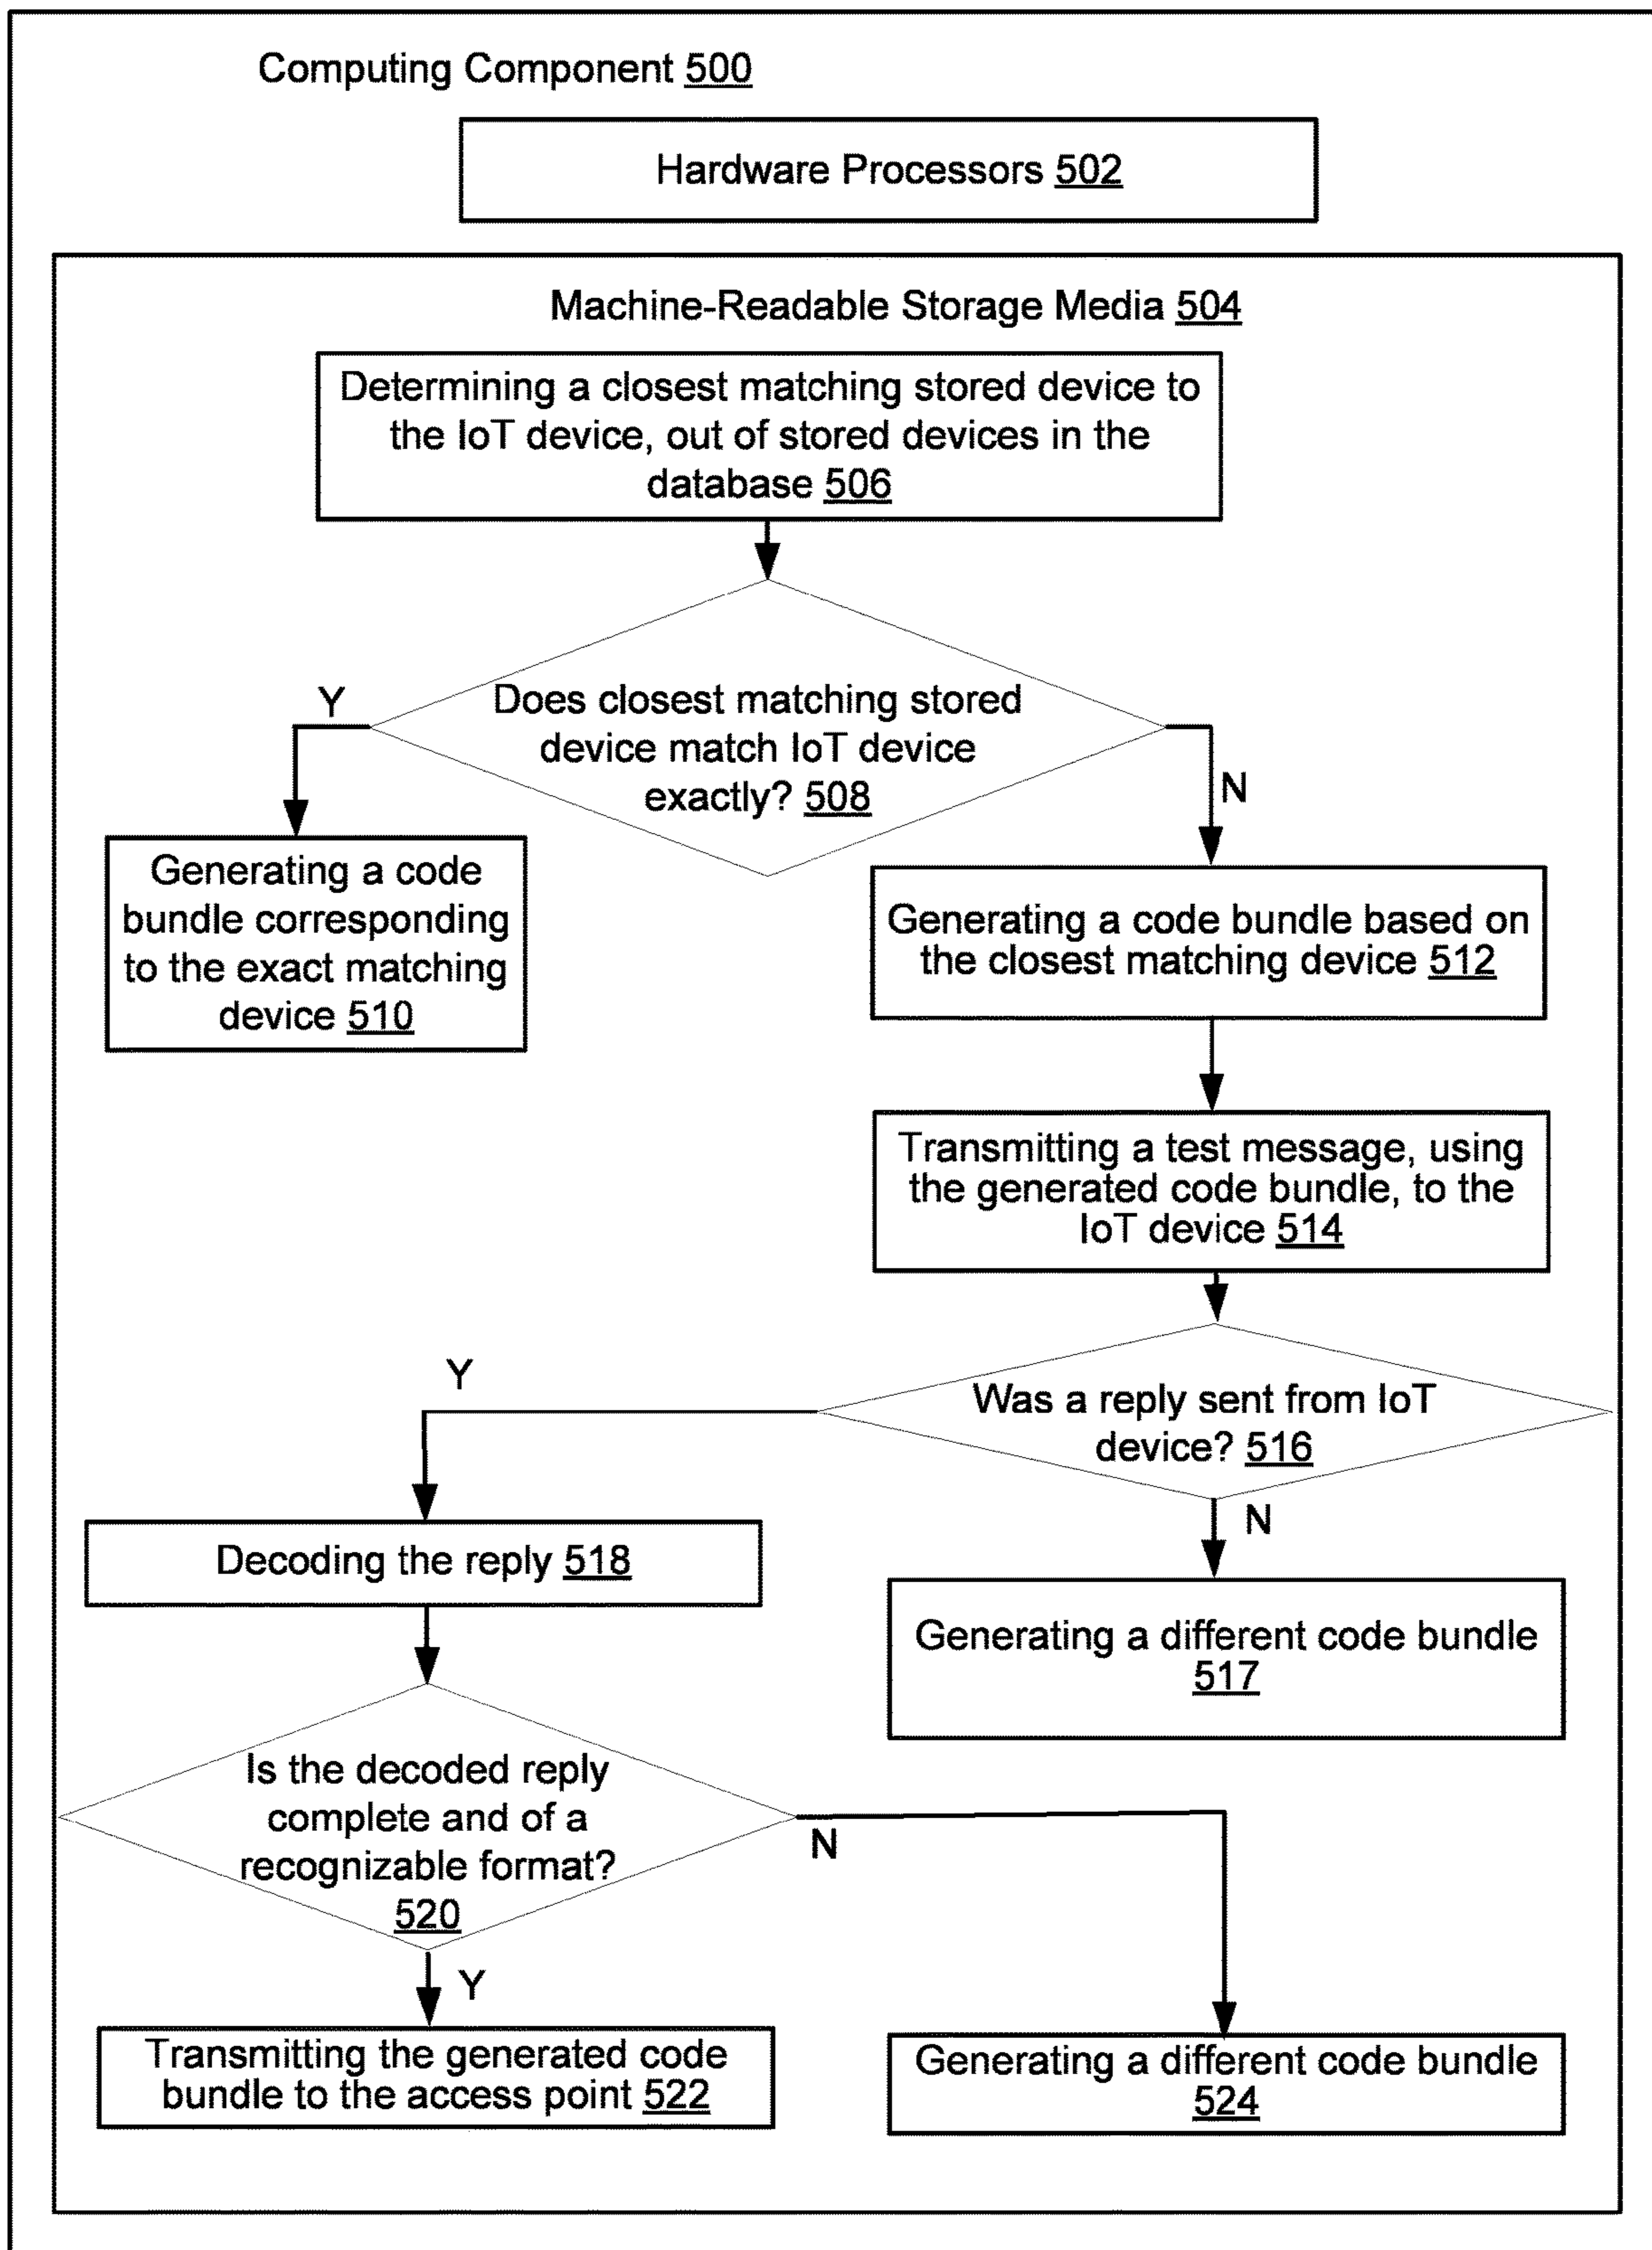 Computing Component 500
Hardware Processors 502
Machine-Readable Storage Media 504
Determining a closest matching stored device to
the IoT device, out of stored devices in the
database 506
Y
Does closest matching stored
device match IoT device
exactly? 508
N
Generating a code
bundle corresponding
to the exact matching
device 510
Generating a code bundle based on
the closest matching device 512
Transmitting a test message, using
the generated code bundle, to the
IoT device 514
Y
Was a reply sent from IoT
device? 516
N
Decoding the reply 518
Generating a different code bundle
517
Is the decoded reply
complete and of a
recognizable format?
520
N
Y
Transmitting the generated code
bundle to the access point 522
Generating a different code bundle
524